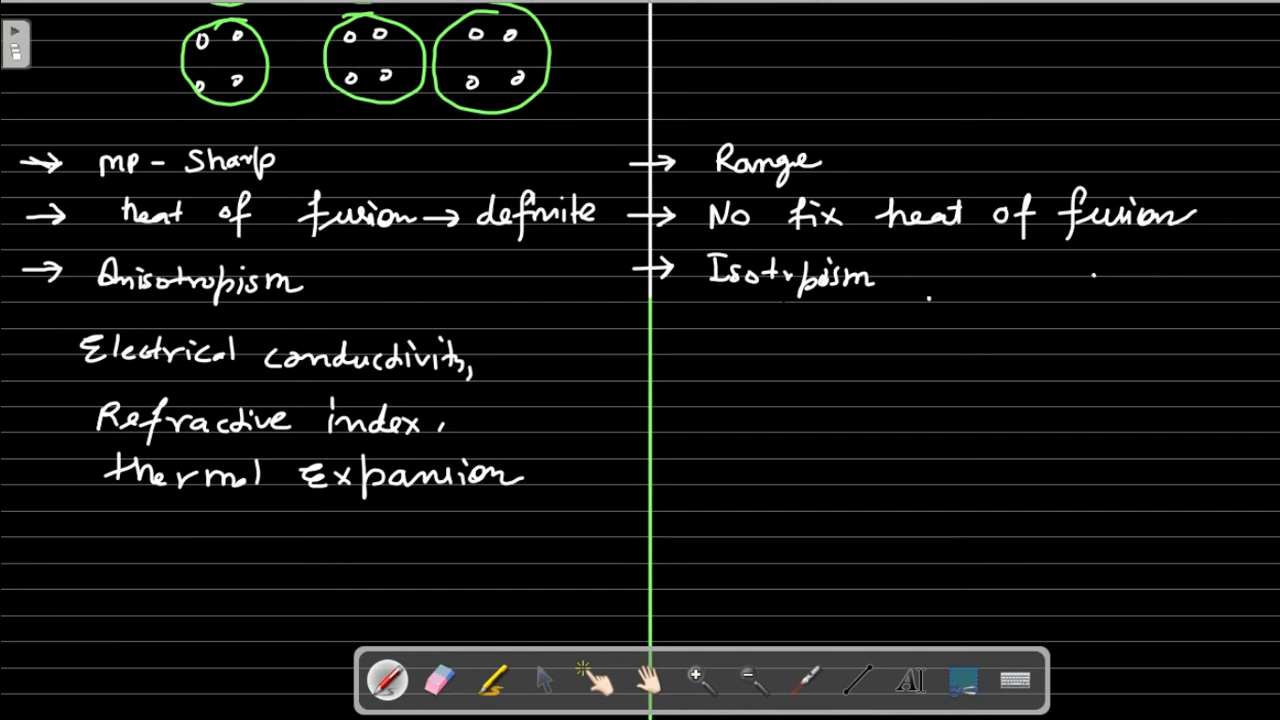 → MP - Sharp
→ heat of fusion → definite
→ Anisotropism
Electrical conductivity,
Refractive index,
thermal Expansion
→ Range
→ No fix heat of fusion
→ Isotropism
AI